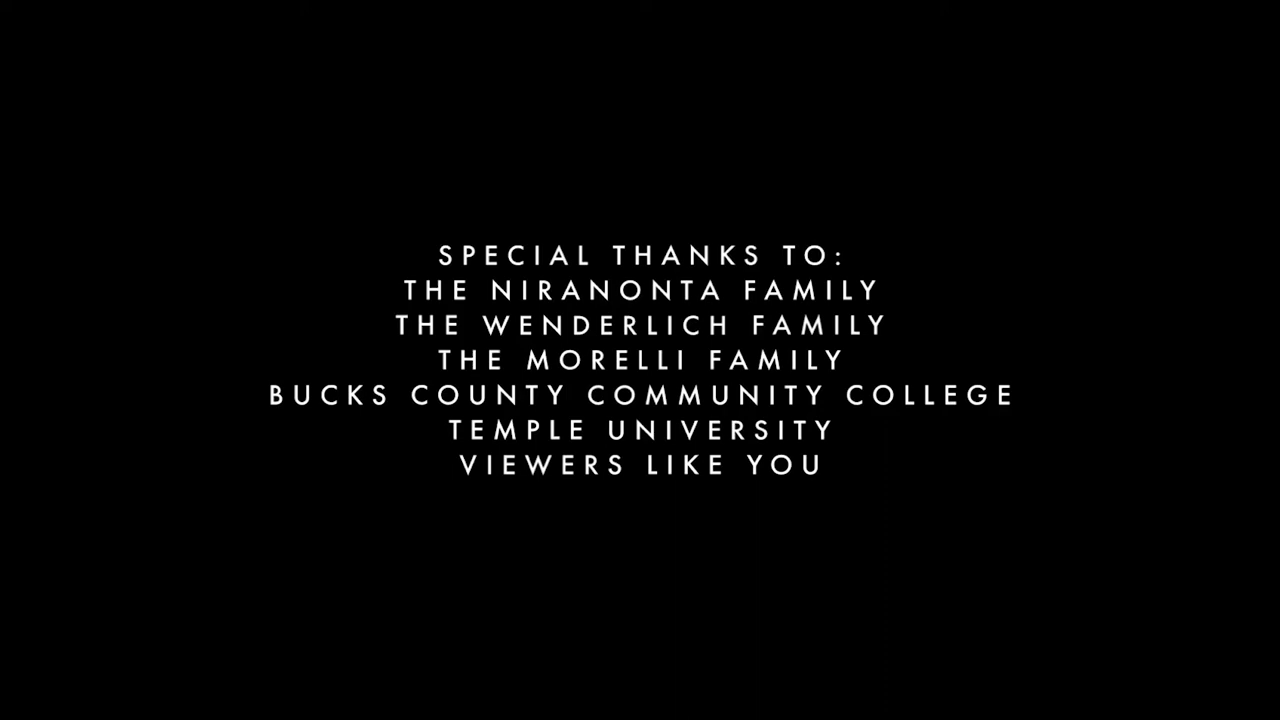 SPECIAL THANKS TO:
THE NIRANONTA FAMILY
THE WENDERLICH FAMILY
THE MORELLI FAMILY
BUCKS COUNTY COMMUNITY COLLEGE
TEMPLE UNIVERSITY
VIEWERS LIKE YOU